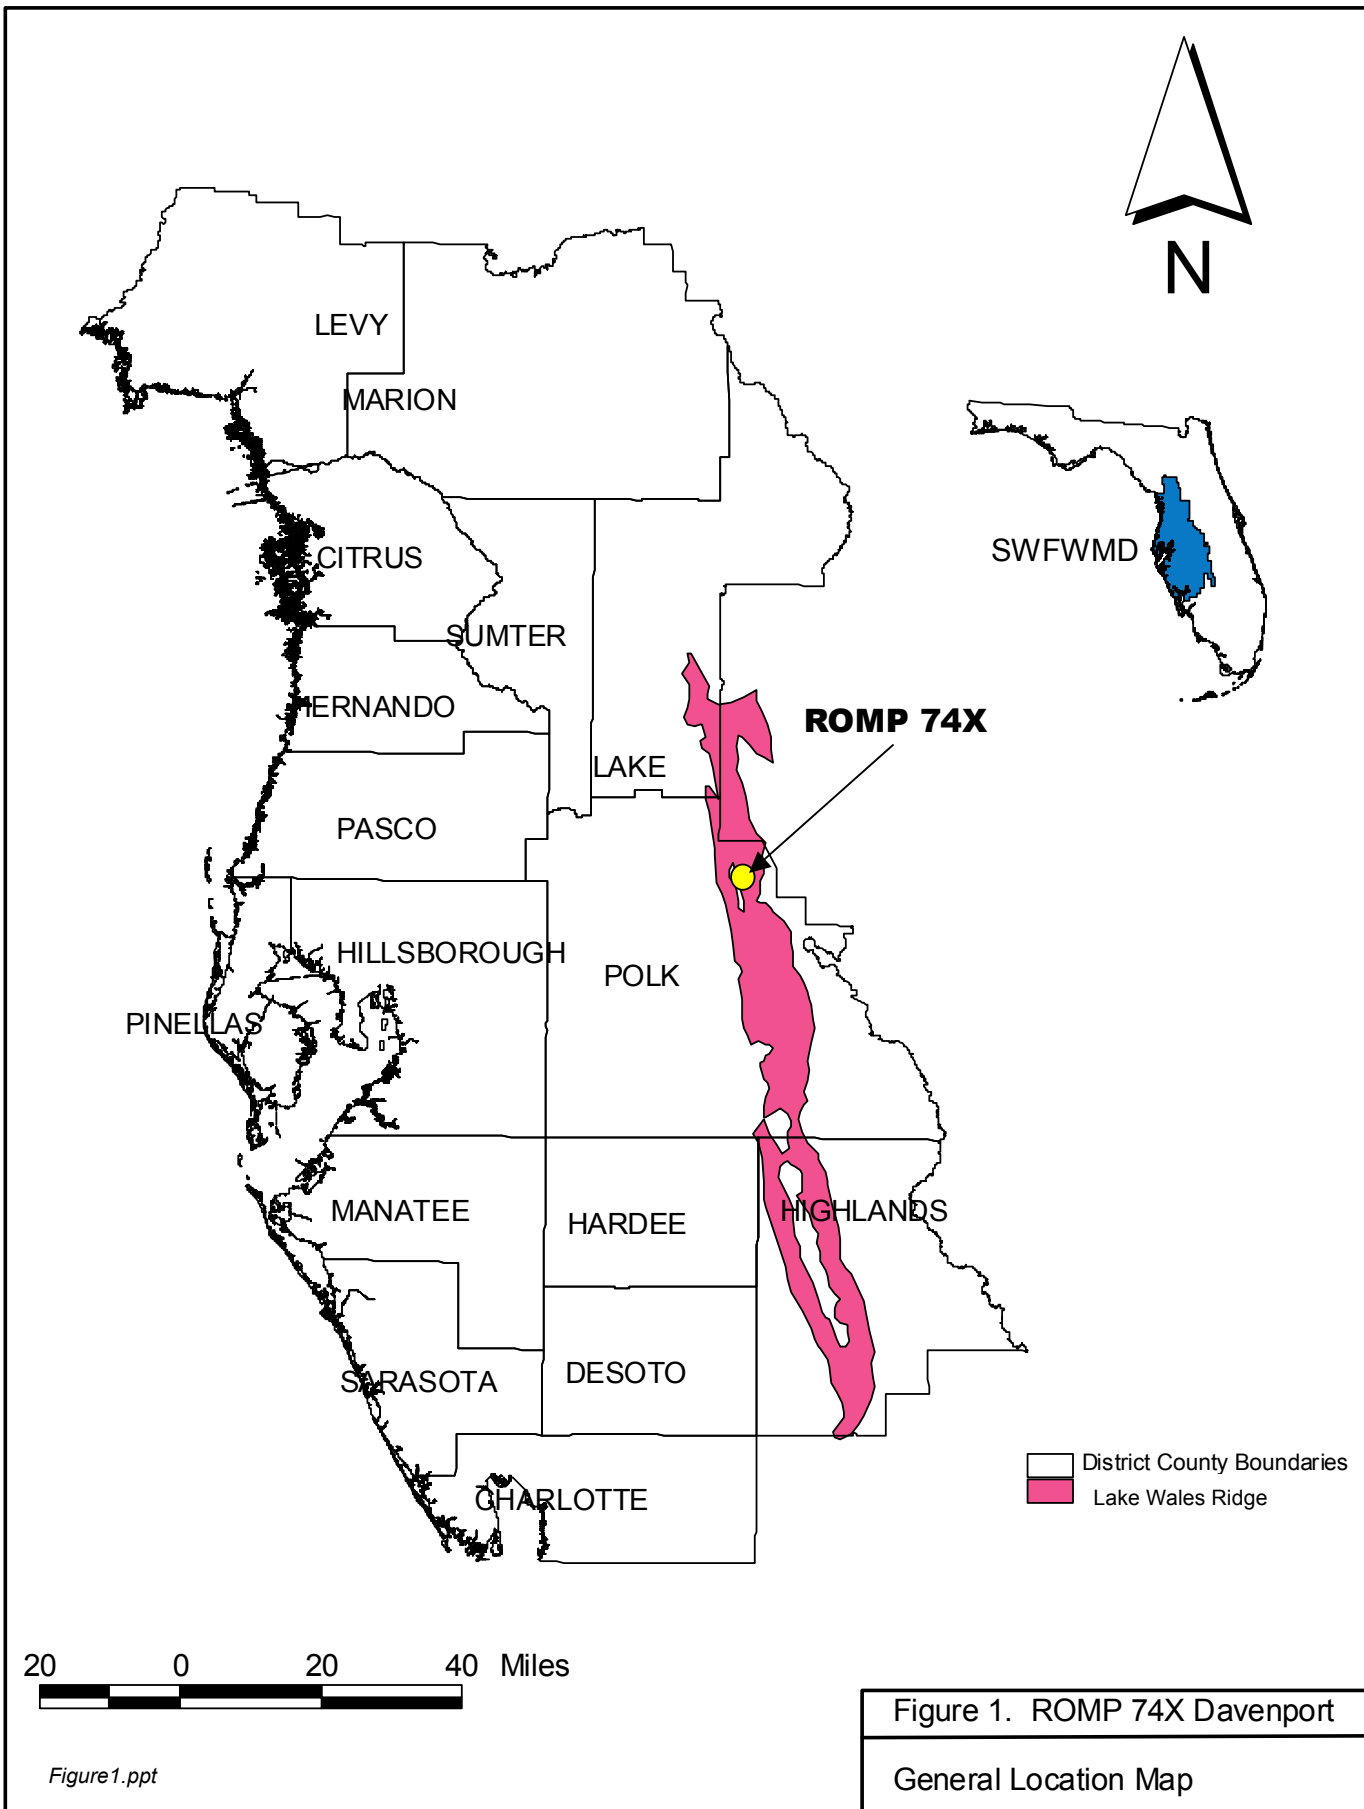 N
LEVY
MARION
SWFWMD
CITRUS
SUMTER
HERNANDO
ROMP 74X
LAKE
PASCO
HILLSBOROUGH
POLK
PINELLAS
MANATEE
HARDEE
HIGHLANDS
SARASOTA
DESOTO
District County Boundaries
Lake Wales Ridge
CHARLOTTE
20 0 20 40 Miles
Figure 1. ROMP 74X Davenport
General Location Map
Figure1.ppt